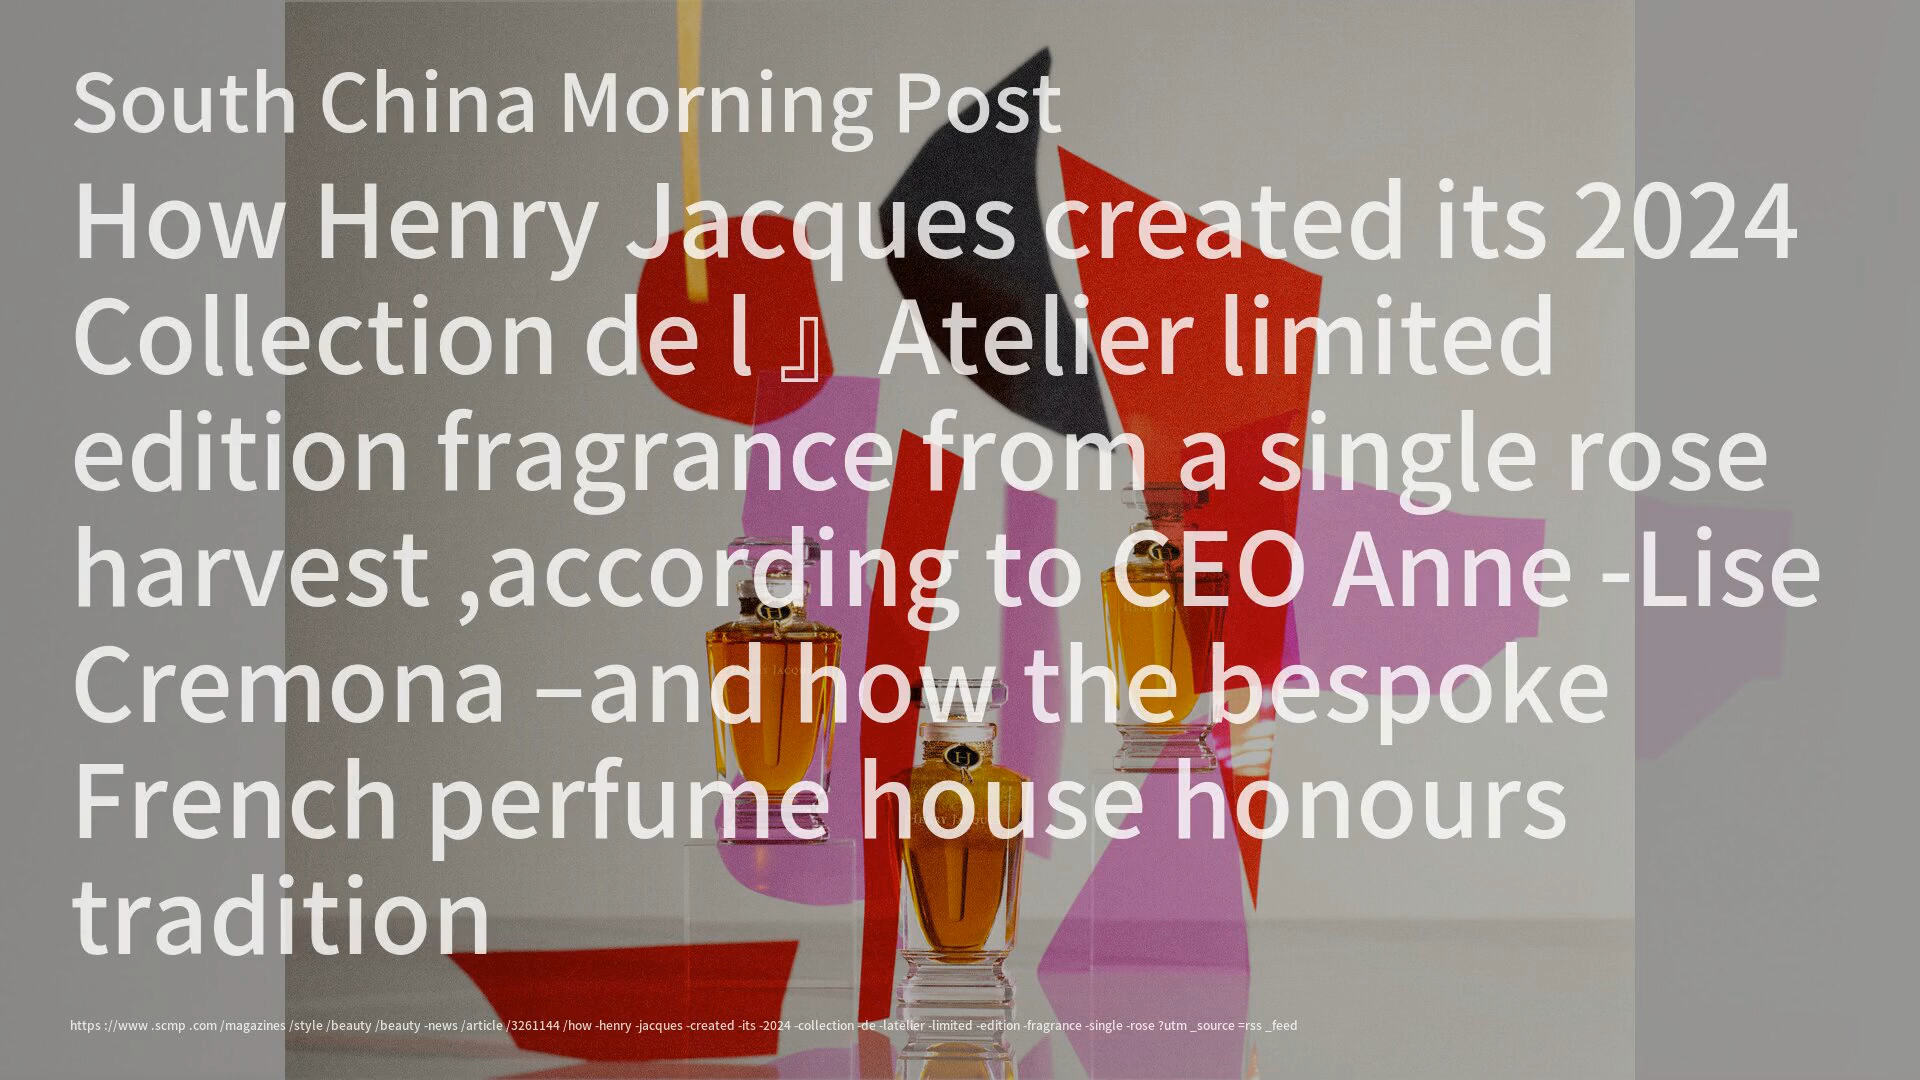 South China Morning Post
How Henry Jacques created its 2024
Collection de l 』 Atelier limited
edition fragrance from a single rose
harvest ,according to CEO Anne -Lise
Cremona –and how the bespoke
French perfume house honours
tradition
https ://www .scmp .com /magazines /style /beauty /beauty -news /article /3261144 /how -henry -jacques -created -its -2024 -collection -de -latelier -limited -edition -fragrance -single -rose ?utm _source =rss _feed
H
HENRY JACQUES